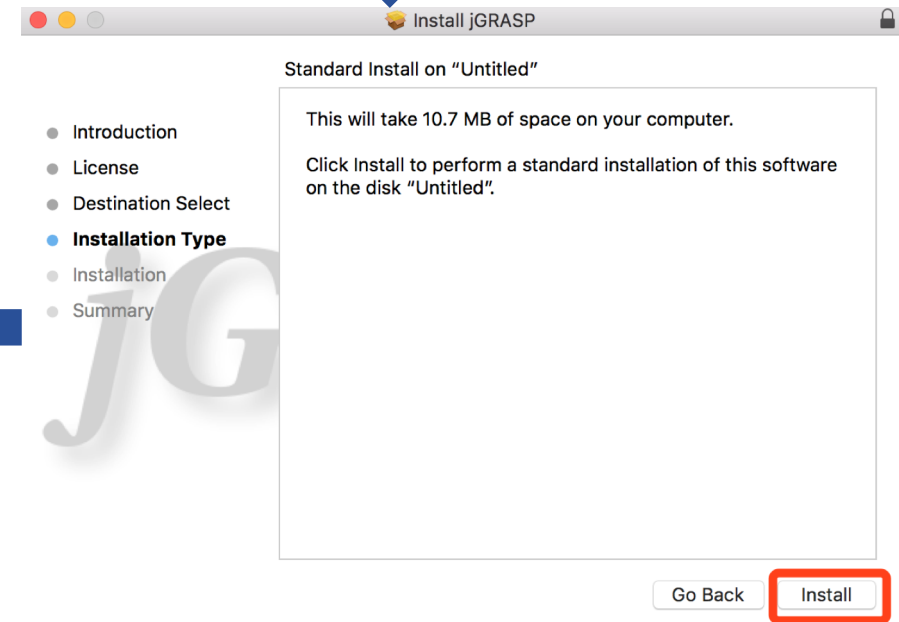 Install jGRASP
Standard Install on “Untitled”
Introduction
License
Destination Select
Installation Type
Installation
Summary
jG
This will take 10.7 MB of space on your computer.
Click Install to perform a standard installation of this software
on the disk “Untitled”.
Go Back
Install